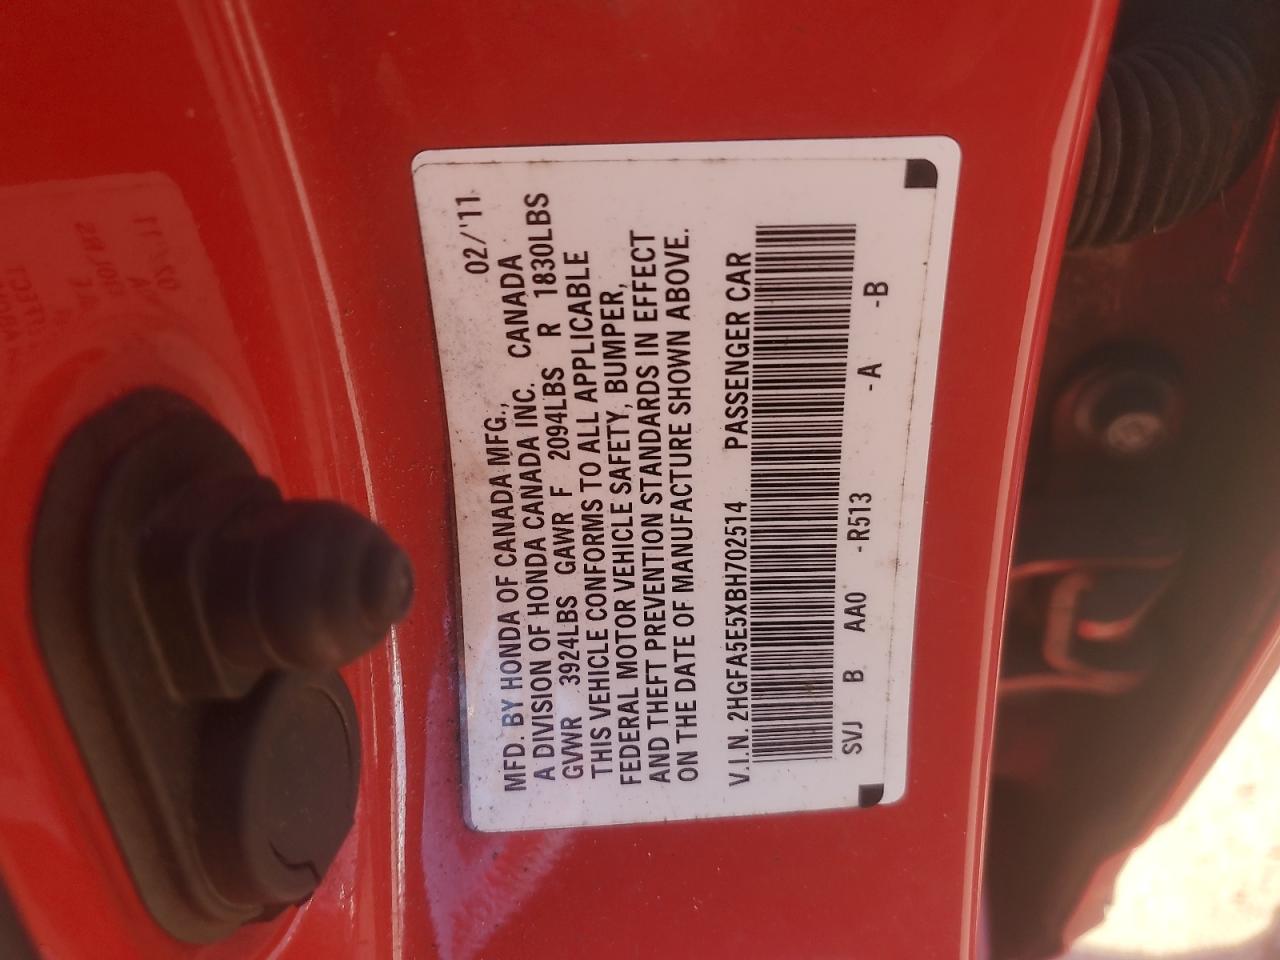 02/'11
MFD. BY HONDA OF CANADA MFG.,
A DIVISION OF HONDA CANADA INC. CANADA
GVWR 3924LBS GAWR F 2094LBS R 1830LBS
THIS VEHICLE CONFORMS TO ALL APPLICABLE
FEDERAL MOTOR VEHICLE SAFETY, BUMPER,
AND THEFT PREVENTION STANDARDS IN EFFECT
ON THE DATE OF MANUFACTURE SHOWN ABOVE.
V.I.N. 2HGFA5E5XBH702514 PASSENGER CAR
SVJ B AA0 -R513 -A -B